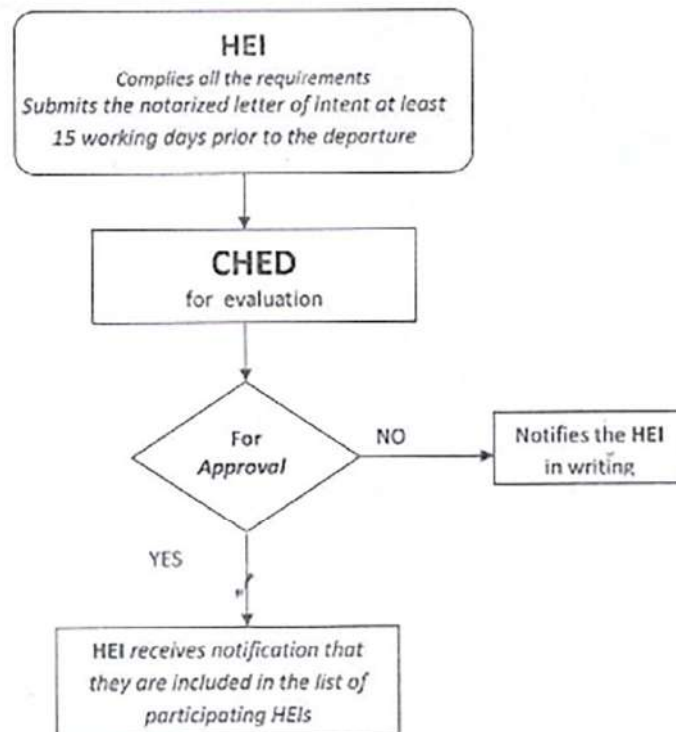 HEI
Complies all the requirements
Submits the notarized letter of intent at least
15 working days prior to the departure
CHED
for evaluation
For
Approval
NO
Notifies the HEI
in writing
YES
HEI receives notification that
they are included in the list of
participating HEIs